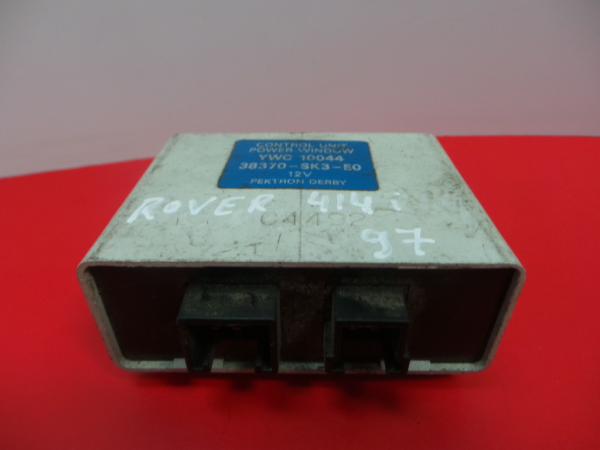 CONTROL UNIT
POWER WINDOW
YWC 10044
38370-SK3-E0
12V
PEKTRON DERBY
ROVER 414i
97